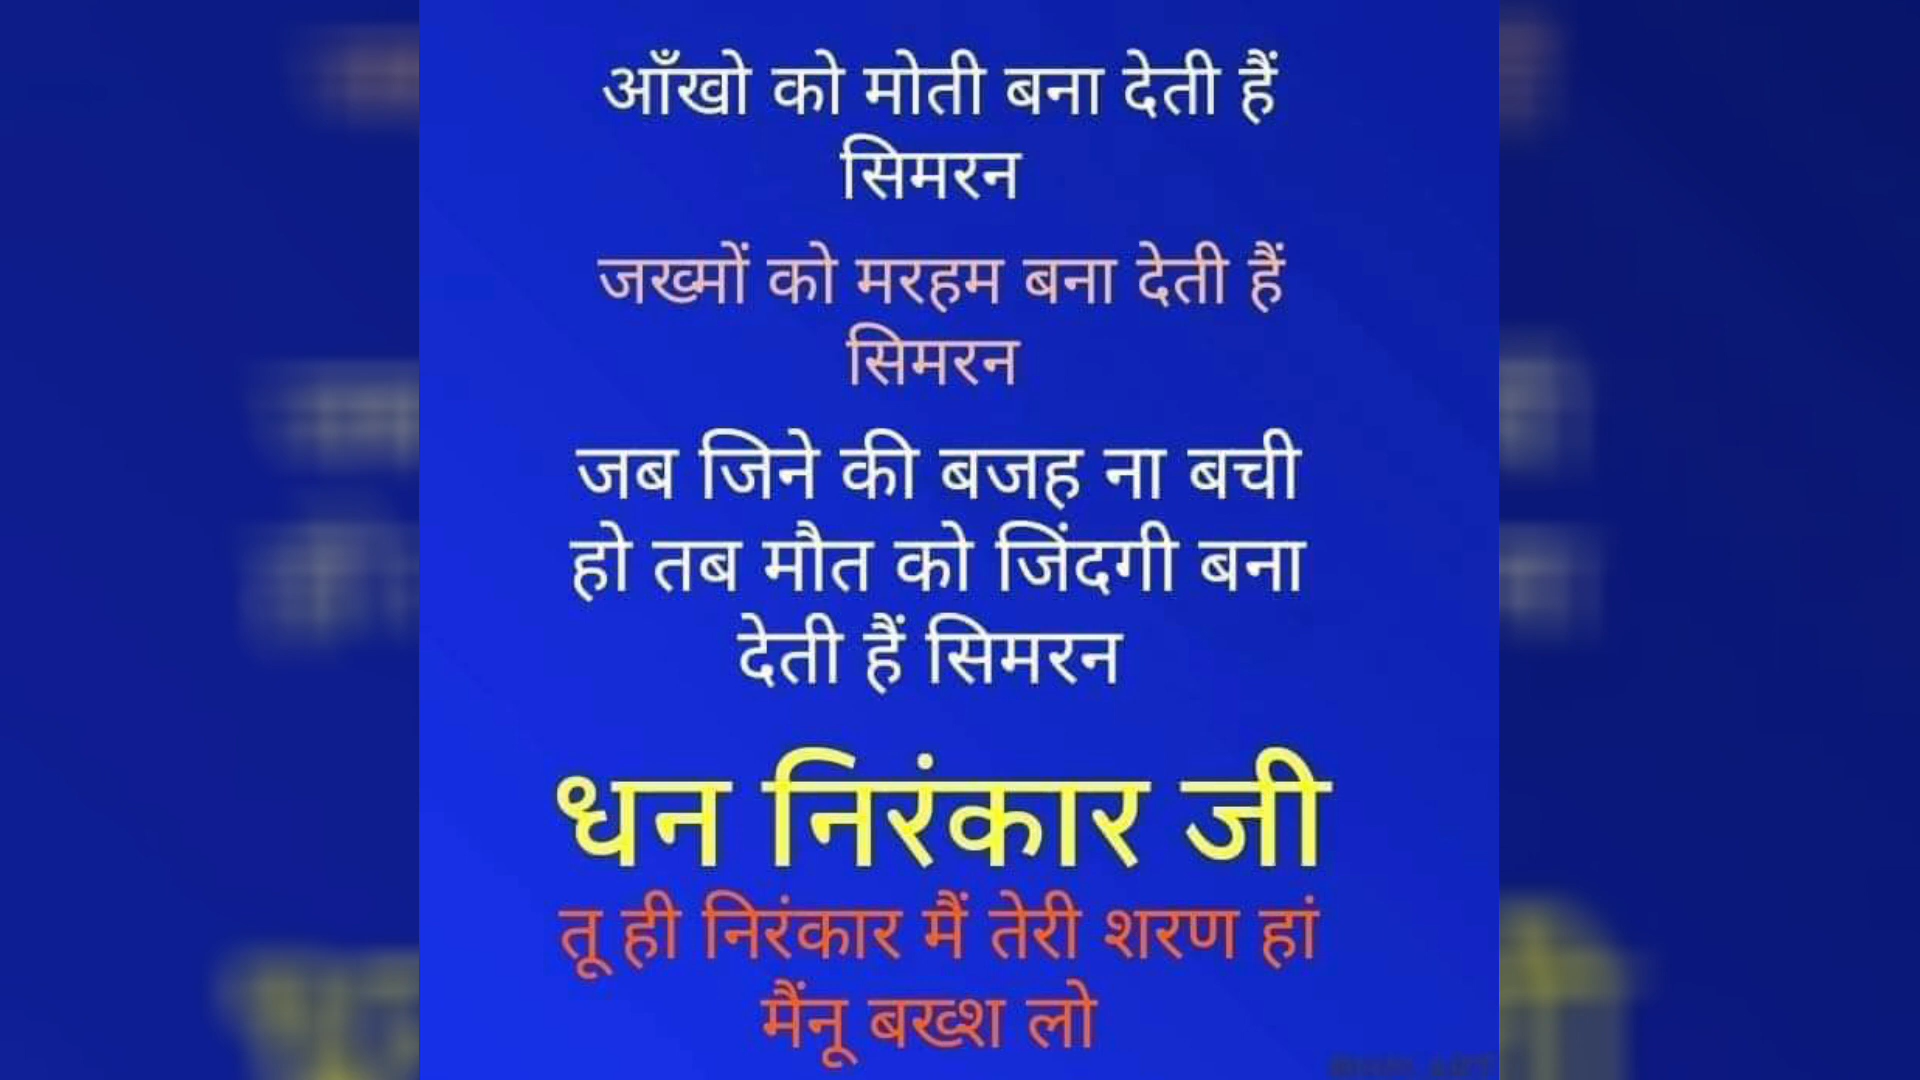 आँखो को मोती बना देती हैं
सिमरन
जख्मों को मरहम बना देती हैं
सिमरन
जब जिने की बजह ना बची
हो तब मौत को जिंदगी बना
देती हैं सिमरन
धन निरंकार जी
तू ही निरंकार मैं तेरी शरण हां
मैंनू बख्श लो